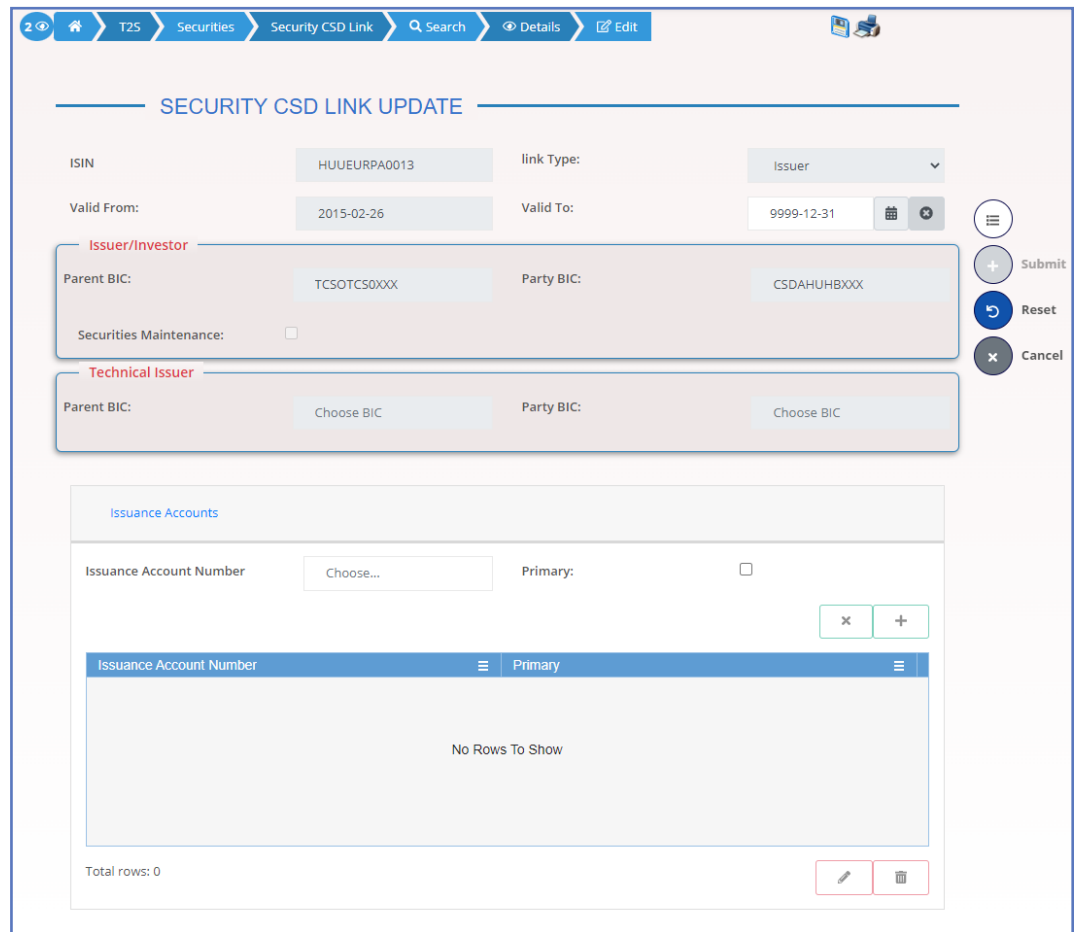 2 T2S Securities Security CSD Link Search Details Edit
SECURITY CSD LINK UPDATE
ISIN HUUEURPA0013 link Type: Issuer
Valid From: 2015-02-26 Valid To: 9999-12-31
Issuer/Investor
Parent BIC: TCSOTCS0XXX Party BIC: CSDAHUHBXXX
Securities Maintenance:
Submit
Reset
Cancel
Technical Issuer
Parent BIC: Choose BIC Party BIC: Choose BIC
Issuance Accounts
Issuance Account Number Choose... Primary:
Issuance Account Number Primary
No Rows To Show
Total rows: 0